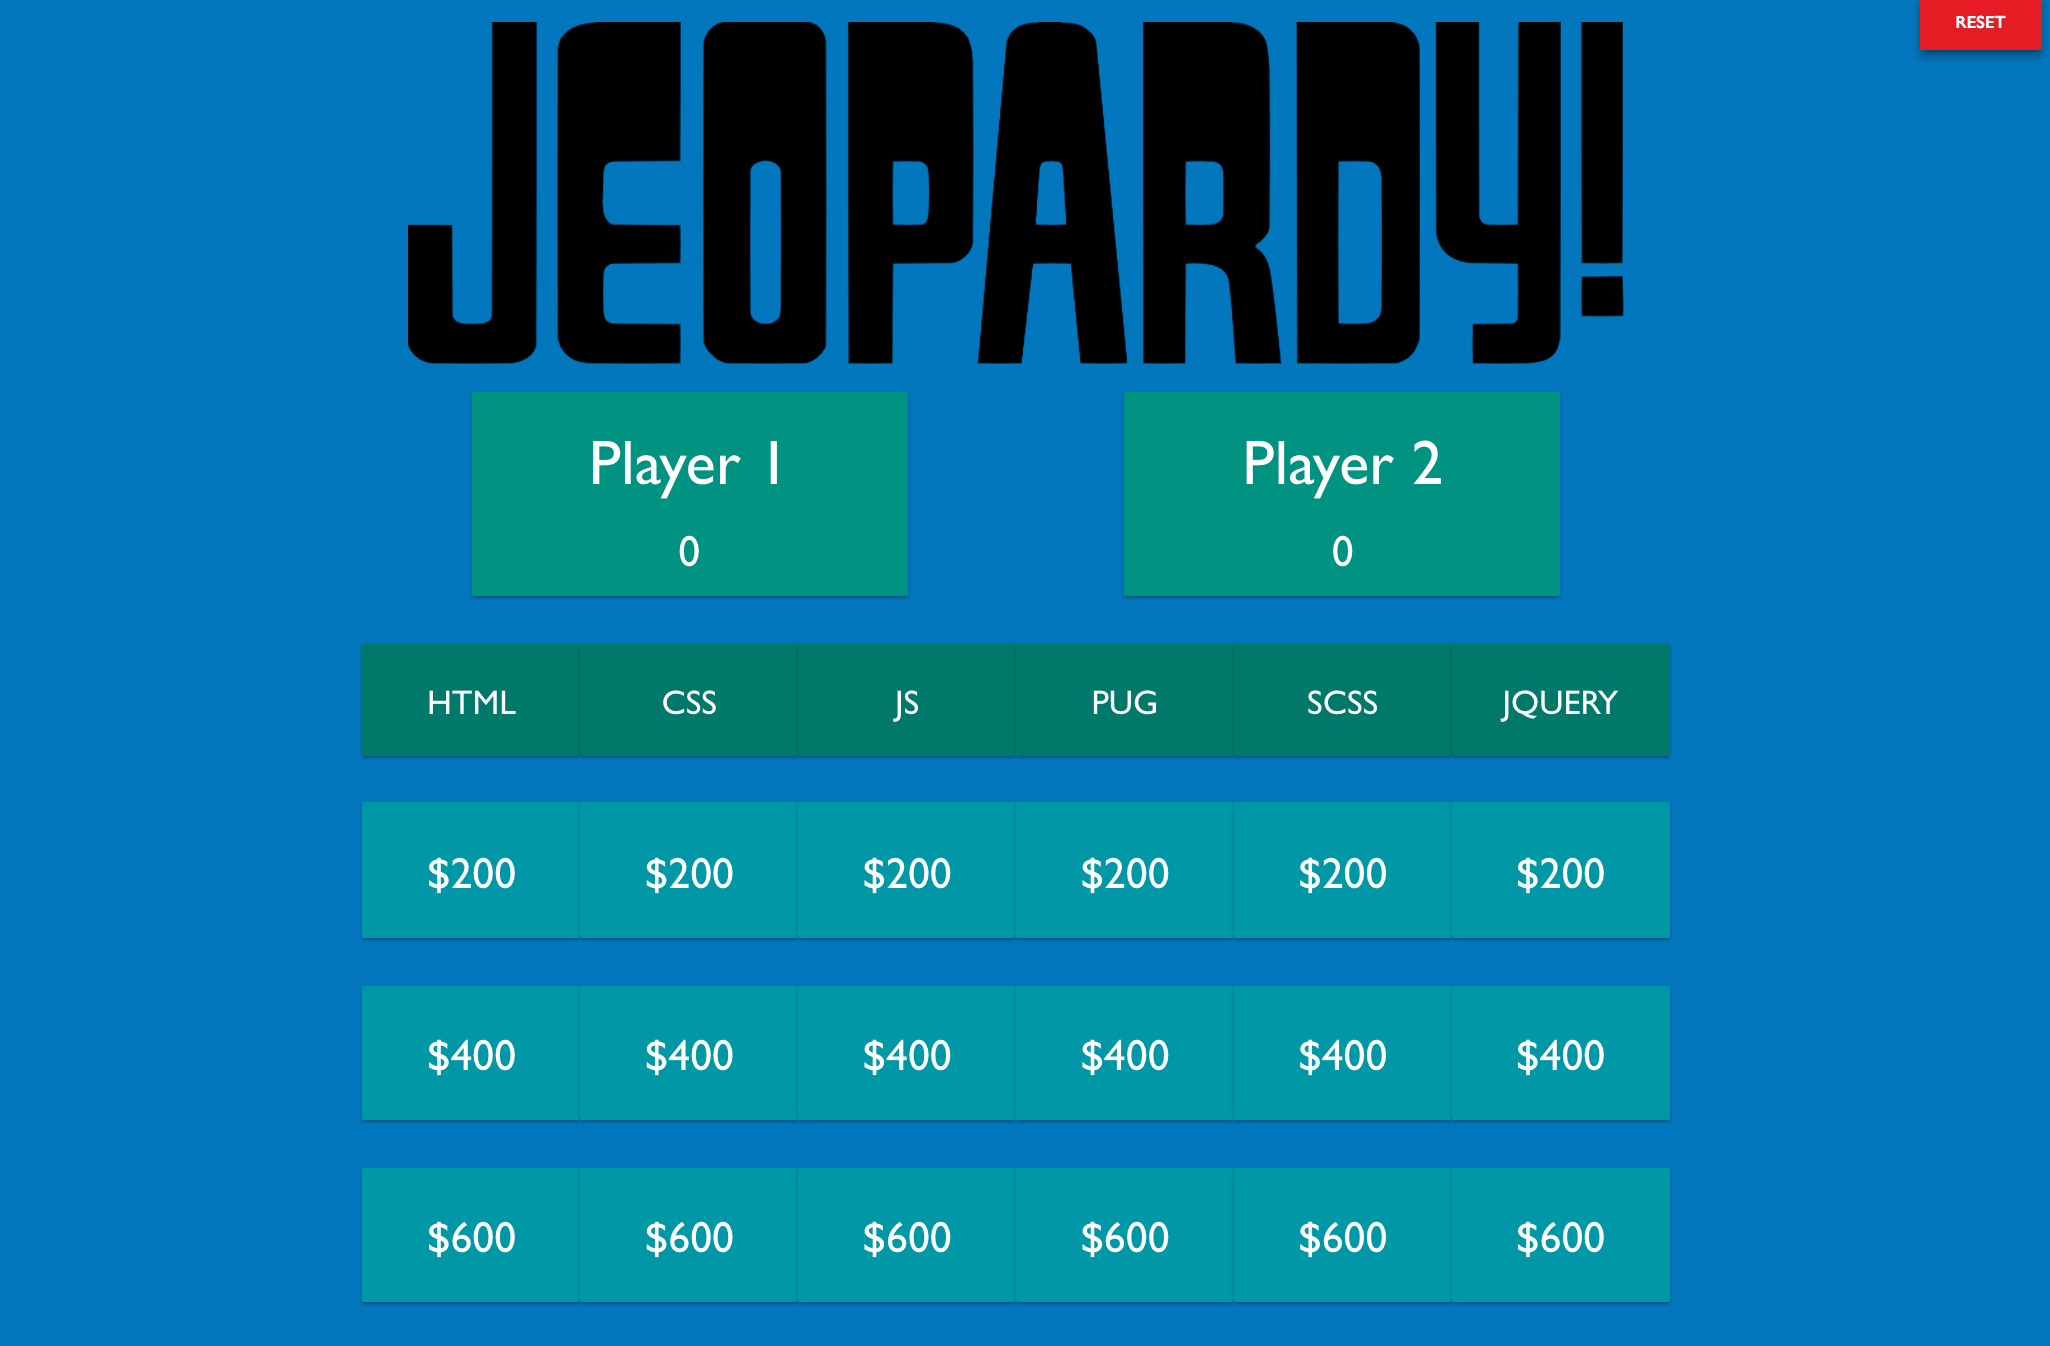 RESET
JEOPARDY!
Player 1 Player 2
0 0
HTML CSS JS PUG SCSS JQUERY
$200 $200 $200 $200 $200 $200
$400 $400 $400 $400 $400 $400
$600 $600 $600 $600 $600 $600